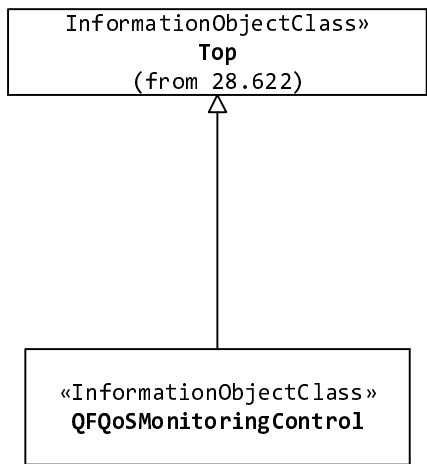 InformationObjectClass»
Top
(from 28.622)
«InformationObjectClass»
QFQoSMonitoringControl